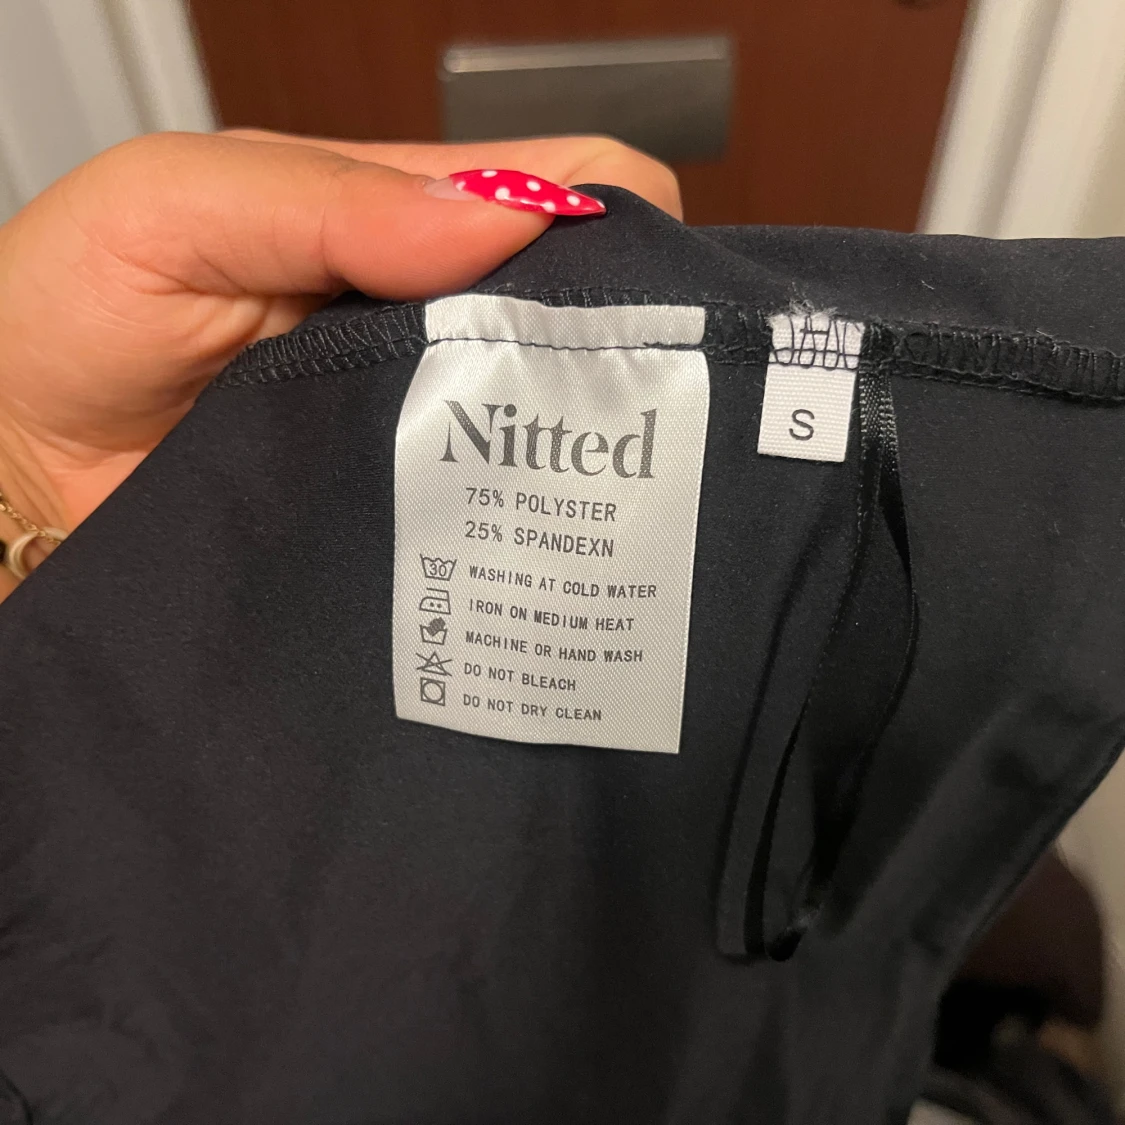 Nitted
75% POLYSTER
25% SPANDEXN
30 WASHING AT COLD WATER
IRON ON MEDIUM HEAT
MACHINE OR HAND WASH
DO NOT BLEACH
DO NOT DRY CLEAN
S